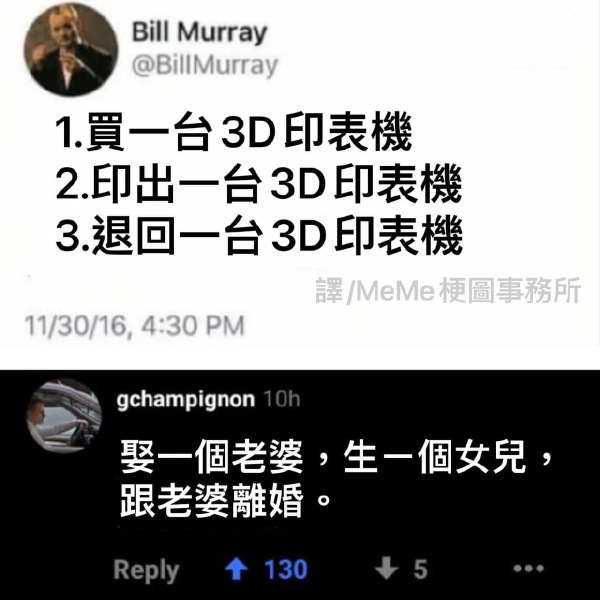 Bill Murray
@BillMurray
1.買一台3D印表機
2.印出一台3D印表機
3.退回一台3D印表機
譯/MeMe梗圖事務所
11/30/16, 4:30 PM
gchampignon 10h
娶一個老婆，生一個女兒，
跟老婆離婚。
Reply 130 5